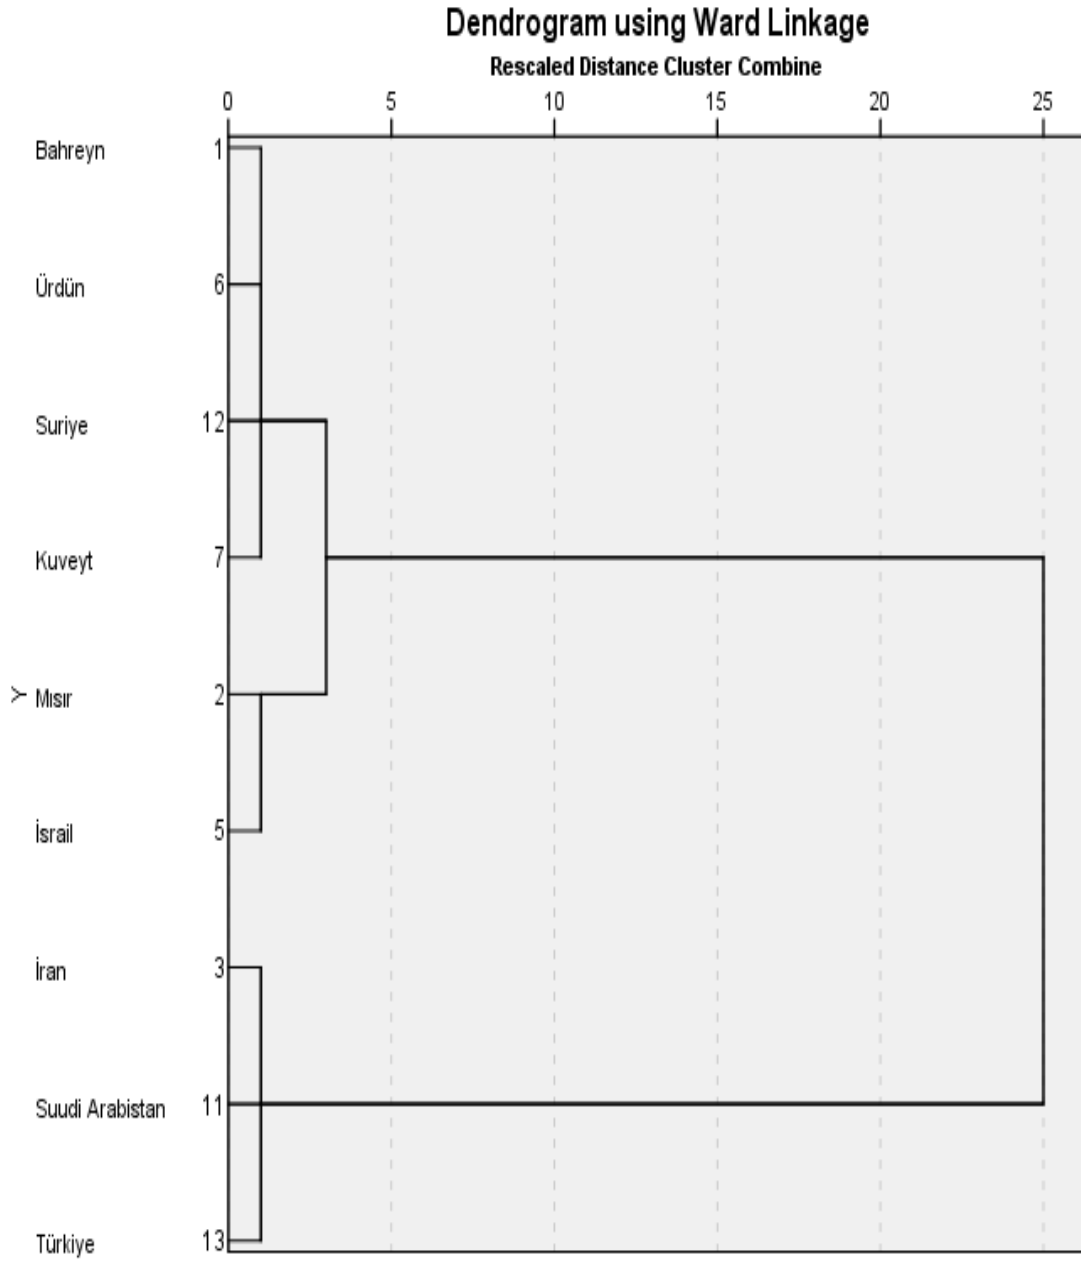 Dendrogram using Ward Linkage
Rescaled Distance Cluster Combine
0 5 10 15 20 25
Bahreyn 1
Ürdün 6
Suriye 12
Kuveyt 7
Y
Mısır 2
İsrail 5
İran 3
Suudi Arabistan 11
Türkiye 13